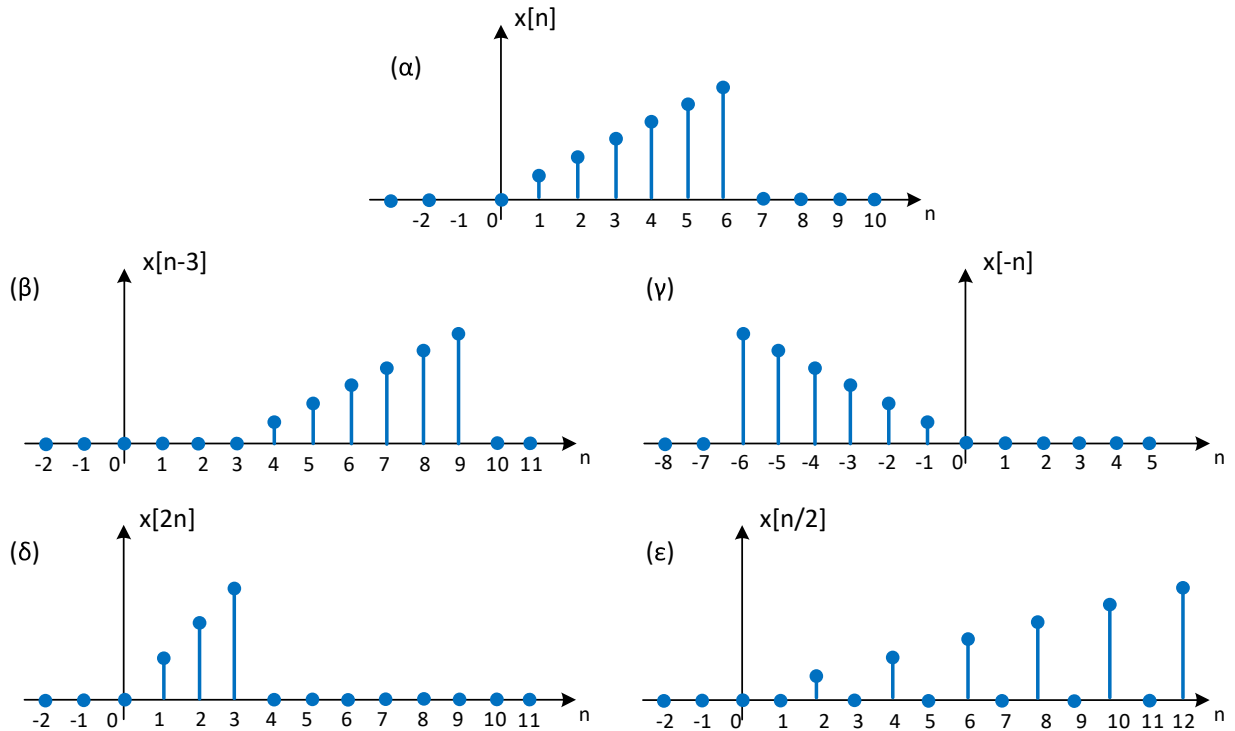 x[n]
(α)
-2 -1 0 1 2 3 4 5 6 7 8 9 10 n
x[n-3]
(β)
-2 -1 0 1 2 3 4 5 6 7 8 9 10 11 n
x[-n]
(γ)
-8 -7 -6 -5 -4 -3 -2 -1 0 1 2 3 4 5 n
x[2n]
(δ)
-2 -1 0 1 2 3 4 5 6 7 8 9 10 11 n
x[n/2]
(ε)
-2 -1 0 1 2 3 4 5 6 7 8 9 10 11 12 n